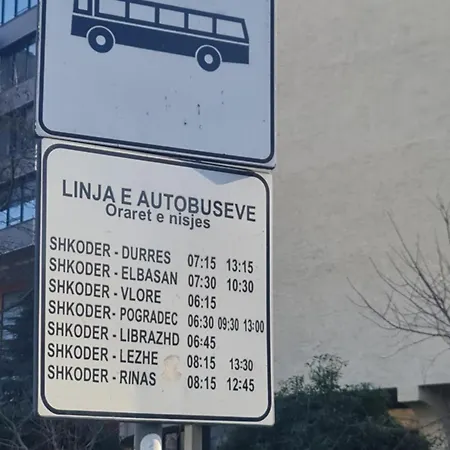 LINJA E AUTOBUSEVE
Oraret e nisjes
SHKODER - DURRES 07:15 13:15
SHKODER - ELBASAN 07:30 10:30
SHKODER - VLORE 06:15
SHKODER - POGRADEC 06:30 09:30 13:00
SHKODER - LIBRAZHD 06:45
SHKODER - LEZHE 08:15 13:30
SHKODER - RINAS 08:15 12:45